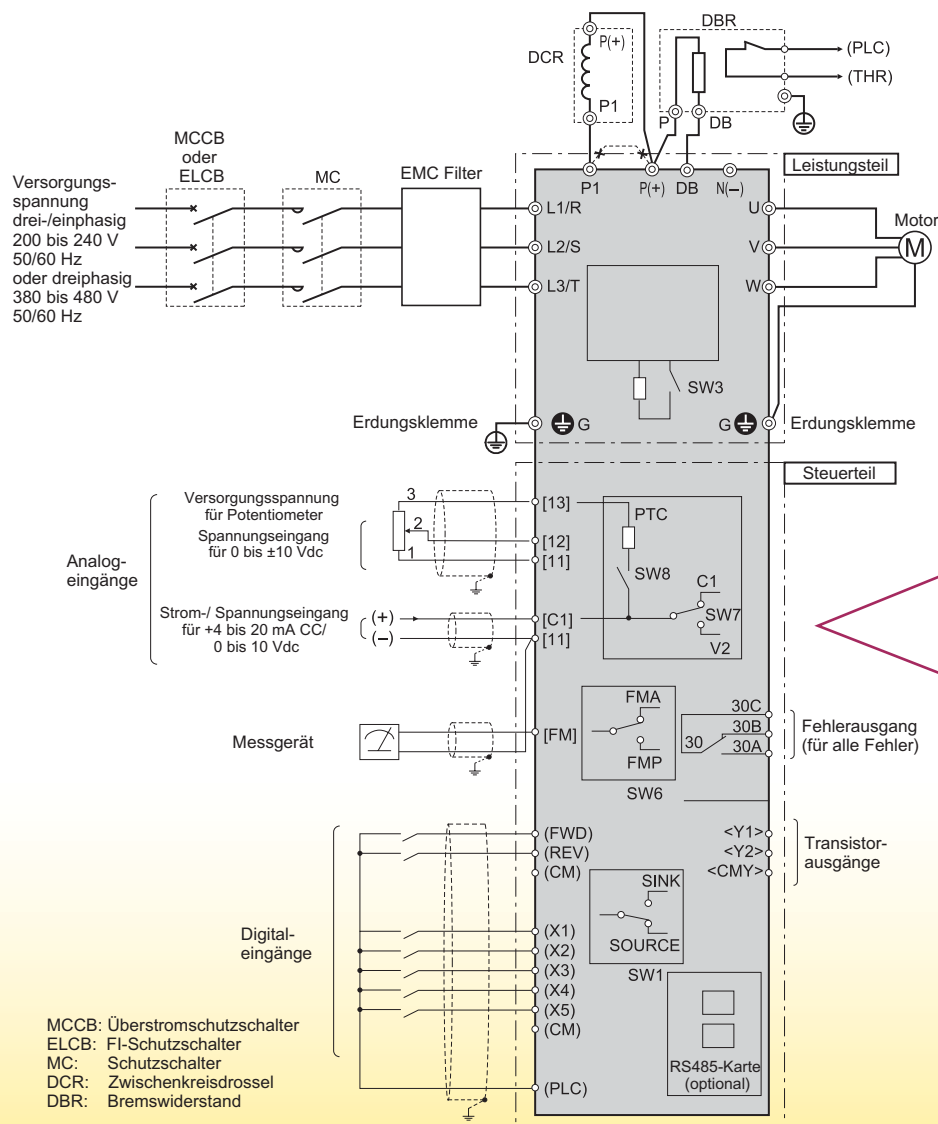 DCR
P(+)
P1
DBR
(PLC)
(THR)
P
DB
MCCB
oder
ELCB
MC
EMC Filter
Versorgungs-
spannung
drei-/einphasig
200 bis 240 V
50/60 Hz
oder dreiphasig
380 bis 480 V
50/60 Hz
P1
P(+)
DB
N(−)
Leistungsteil
L1/R
L2/S
L3/T
U
V
W
Motor
M
SW3
Erdungsklemme
G
G
Erdungsklemme
Steuerteil
Analog-
eingänge
Versorgungsspannung
für Potentiometer
Spannungseingang
für 0 bis ±10 Vdc
3
2
1
[13]
[12]
[11]
PTC
SW8
C1
SW7
V2
Strom-/ Spannungseingang
für +4 bis 20 mA CC/
0 bis 10 Vdc
(+)
(−)
[C1]
[11]
Messgerät
[FM]
FMA
FMP
SW6
30C
30B
30
30A
Fehlerausgang
(für alle Fehler)
Digital-
eingänge
(FWD)
(REV)
(CM)
(X1)
(X2)
(X3)
(X4)
(X5)
(CM)
(PLC)
SINK
SOURCE
SW1
<Y1>
<Y2>
<CMY>
Transistor-
ausgänge
RS485-Karte
(optional)
MCCB: Überstromschutzschalter
ELCB: FI-Schutzschalter
MC: Schutzschalter
DCR: Zwischenkreisdrossel
DBR: Bremswiderstand